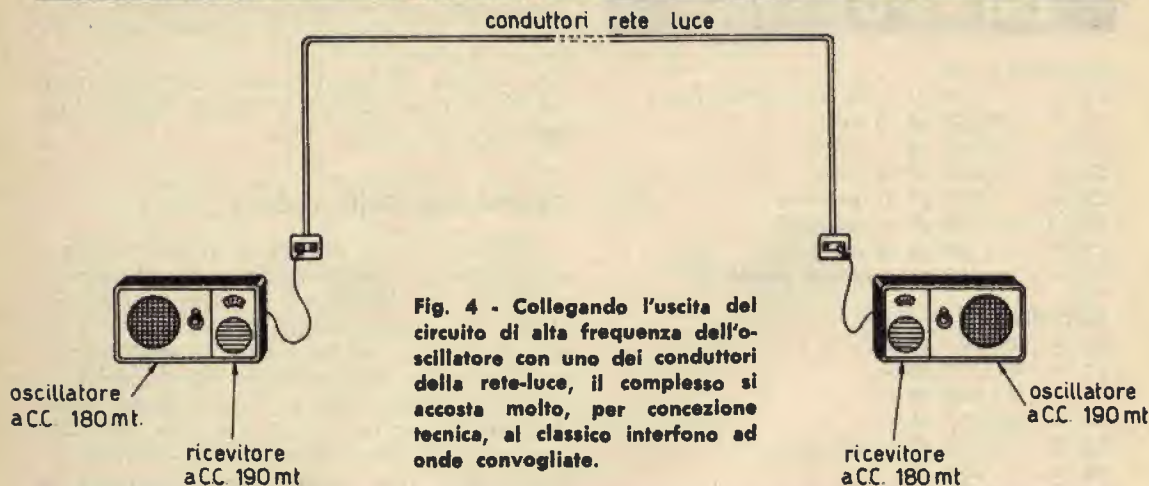 conduttori rete luce
oscillatore
a C.C. 180 mt.
ricevitore
a C.C. 190 mt
Fig. 4 - Collegando l'uscita del
circuito di alta frequenza dell'o-
scillatore con uno dei conduttori
della rete-luce, il complesso si
accosta molto, per concezione
tecnica, al classico interfono ad
onde convogliate.
ricevitore
a C.C. 180 mt
oscillatore
a C.C. 190 mt